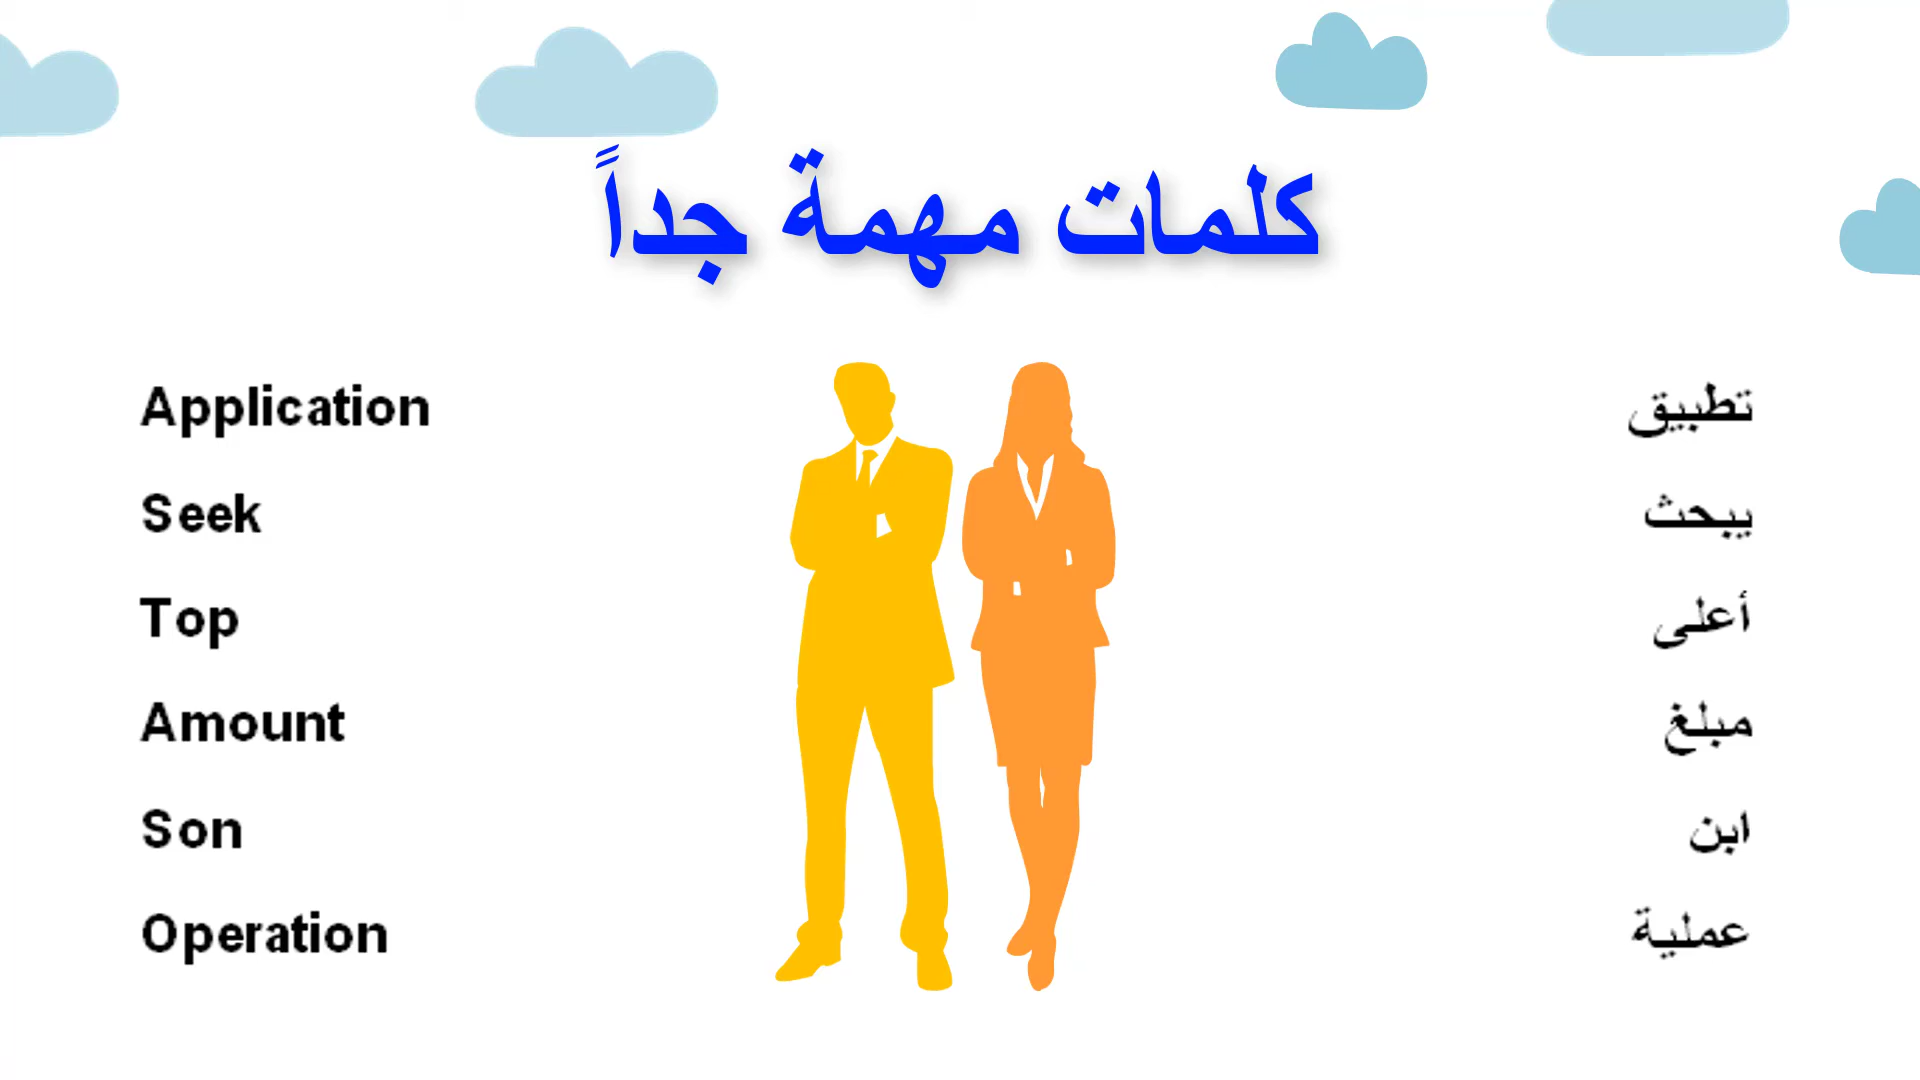 كلمات مهمة جداً
Application تطبيق
Seek يبحث
Top أعلى
Amount مبلغ
Son ابن
Operation عملية